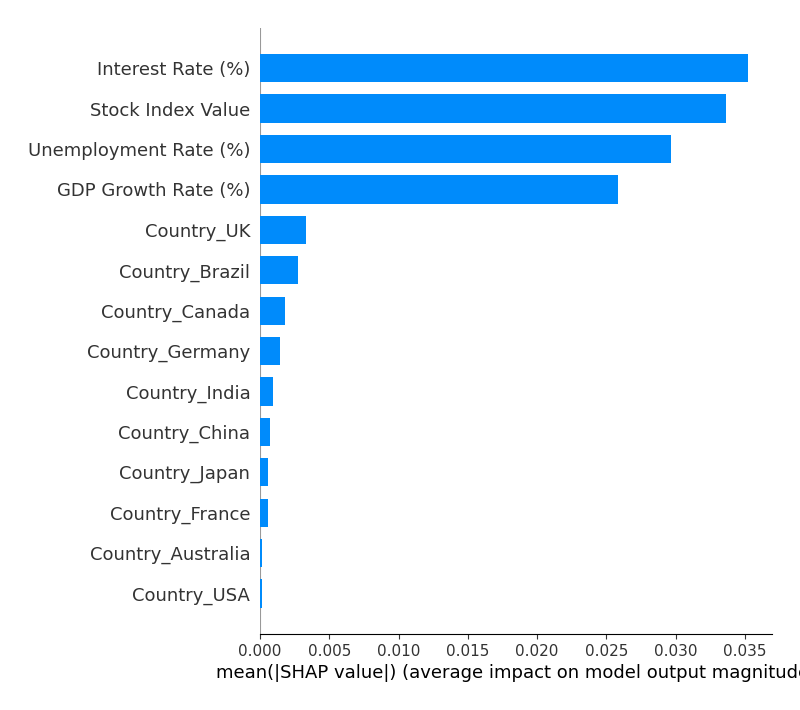 Interest Rate (%)
Stock Index Value
Unemployment Rate (%)
GDP Growth Rate (%)
Country_UK
Country_Brazil
Country_Canada
Country_Germany
Country_India
Country_China
Country_Japan
Country_France
Country_Australia
Country_USA
0.000 0.005 0.010 0.015 0.020 0.025 0.030 0.035
mean(|SHAP value|) (average impact on model output magnitude